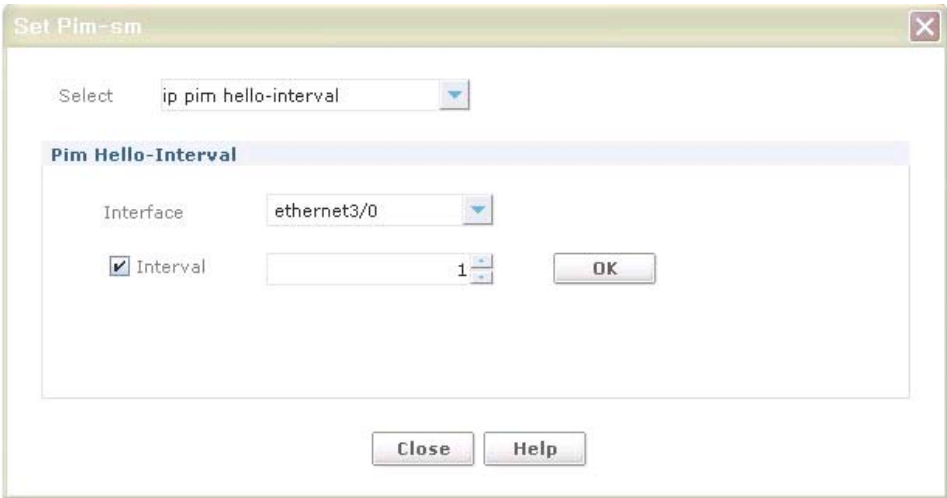 Set Pim-sm
Select ip pim hello-interval
Pim Hello-Interval
Interface ethernet3/0
Interval 1 OK
Close Help